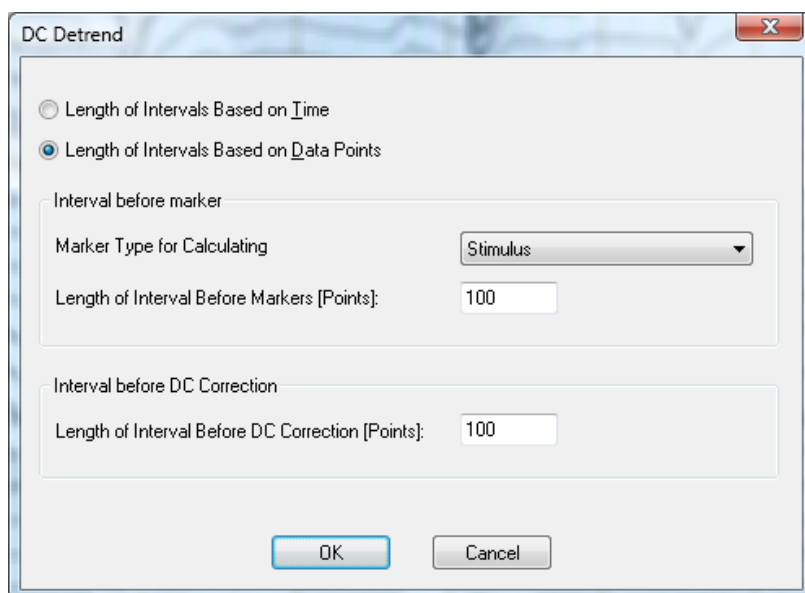 DC Detrend
Length of Intervals Based on Time
Length of Intervals Based on Data Points
Interval before marker
Marker Type for Calculating
Stimulus
Length of Interval Before Markers [Points]:
100
Interval before DC Correction
Length of Interval Before DC Correction [Points]:
100
OK
Cancel